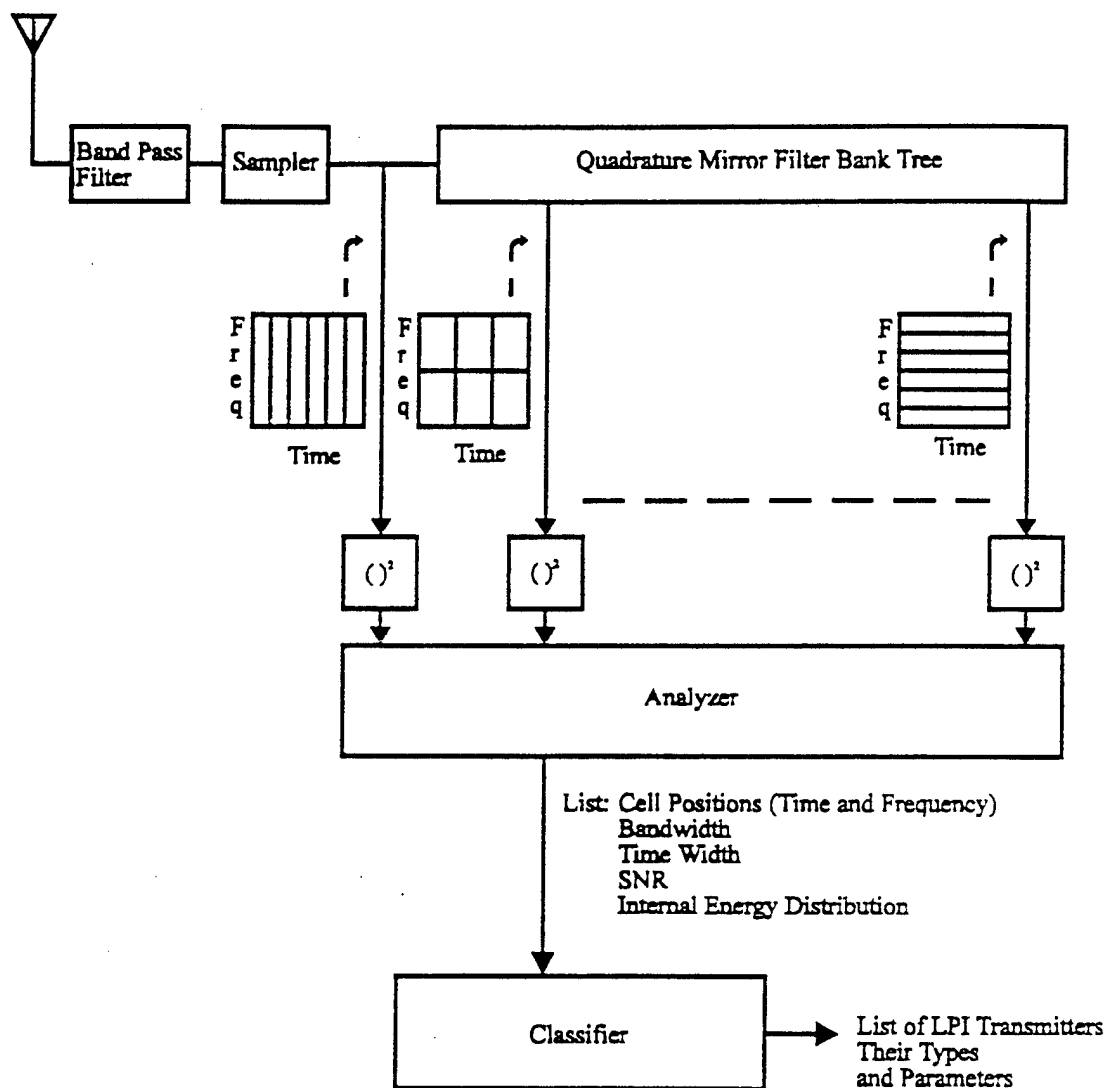 Band Pass
Filter
Sampler
Quadrature Mirror Filter Bank Tree
F
r
e
q
Time
F
r
e
q
Time
F
r
e
q
Time
( )²
( )²
( )²
Analyzer
List: Cell Positions (Time and Frequency)
Bandwidth
Time Width
SNR
Internal Energy Distribution
Classifier
List of LPI Transmitters
Their Types
and Parameters